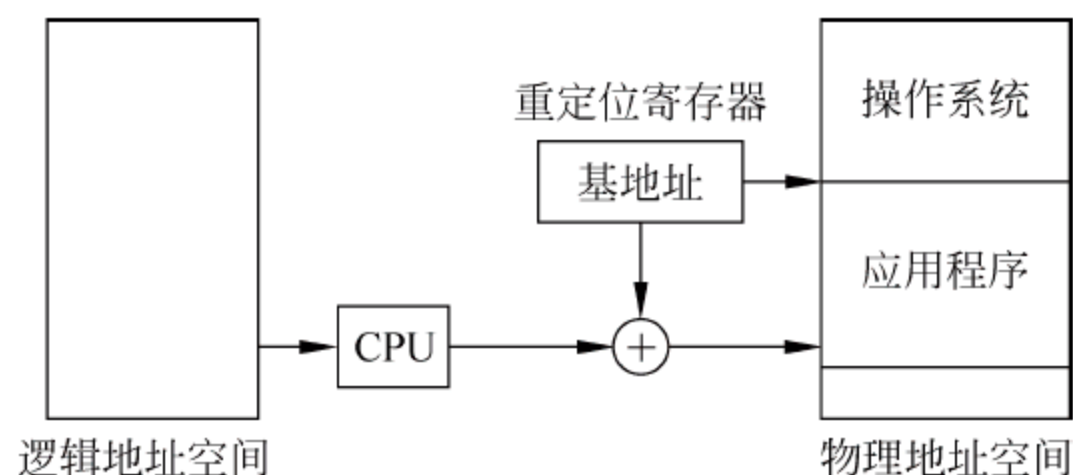 重定位寄存器
操作系统
基地址
应用程序
CPU
+
逻辑地址空间
物理地址空间